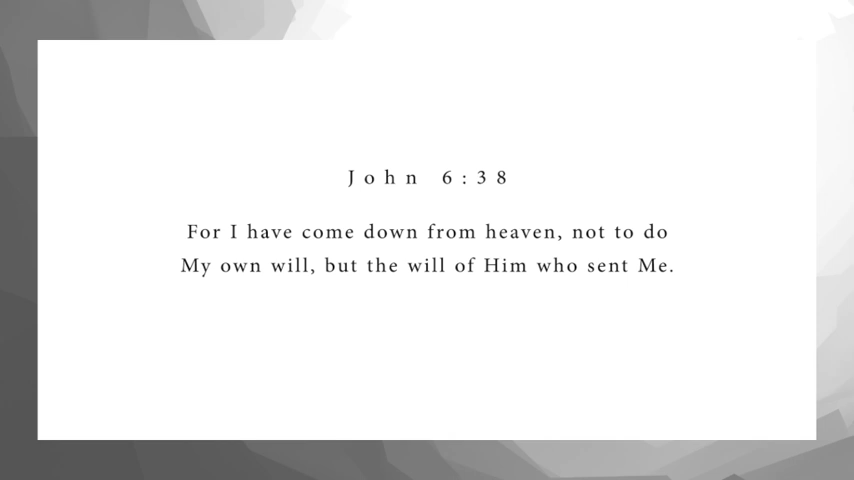 John 6:38
For I have come down from heaven, not to do
My own will, but the will of Him who sent Me.